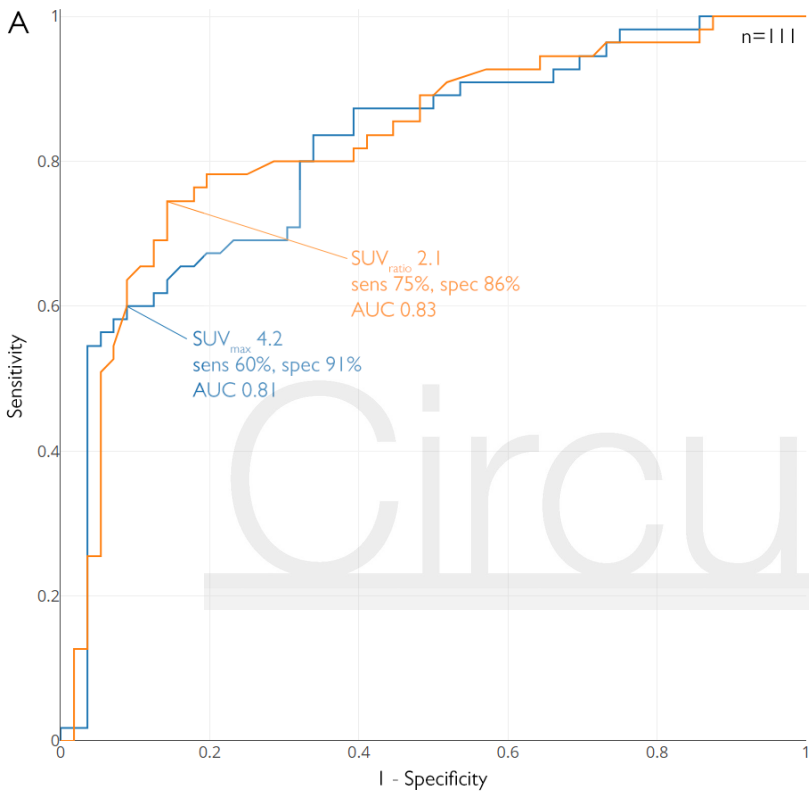 A
n=111
1
0.8
0.6
0.4
0.2
0
Sensitivity
SUVratio 2.1
sens 75%, spec 86%
AUC 0.83
SUVmax 4.2
sens 60%, spec 91%
AUC 0.81
Circu
0
0.2
0.4
0.6
0.8
1
1 - Specificity